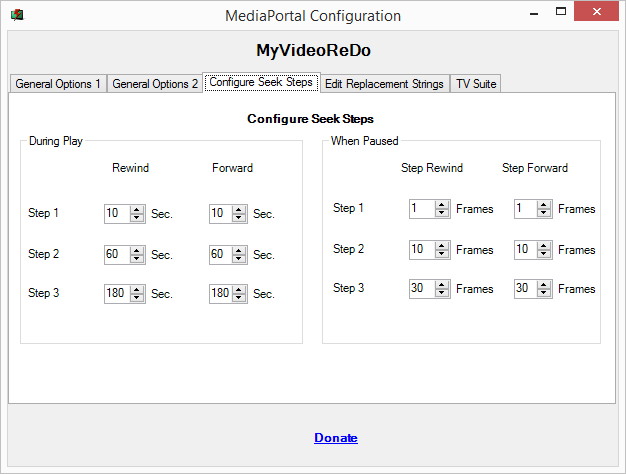 MediaPortal Configuration
MyVideoReDo
General Options 1 General Options 2 Configure Seek Steps Edit Replacement Strings TV Suite
Configure Seek Steps
During Play
Rewind Forward
Step 1 10 Sec. 10 Sec.
Step 2 60 Sec. 60 Sec.
Step 3 180 Sec. 180 Sec.
When Paused
Step Rewind Step Forward
Step 1 1 Frames 1 Frames
Step 2 10 Frames 10 Frames
Step 3 30 Frames 30 Frames
Donate